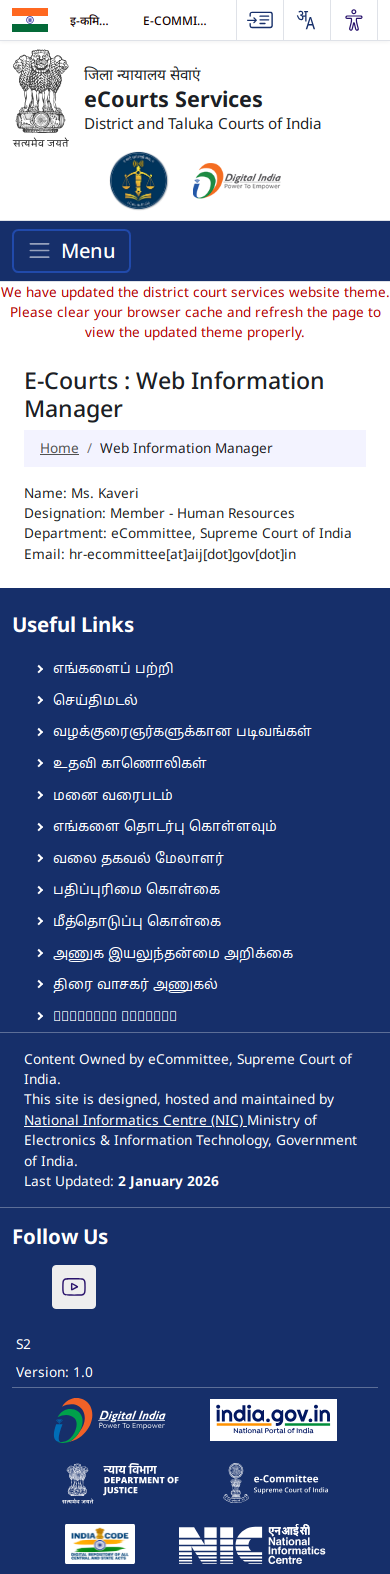 इ-कमि...
E-COMMI...
जिला न्यायालय सेवाएं
eCourts Services
District and Taluka Courts of India
सत्यमेव जयते
Digital India
Power To Empower
Menu
We have updated the district court services website theme.
Please clear your browser cache and refresh the page to
view the updated theme properly.
E-Courts : Web Information
Manager
Home / Web Information Manager
Name: Ms. Kaveri
Designation: Member - Human Resources
Department: eCommittee, Supreme Court of India
Email: hr-ecommittee[at]aij[dot]gov[dot]in
Useful Links
எங்களைப் பற்றி
செய்திமடல்
வழக்குரைஞர்களுக்கான படிவங்கள்
உதவி காணொலிகள்
மனை வரைபடம்
எங்களை தொடர்பு கொள்ளவும்
வலை தகவல் மேலாளர்
பதிப்புரிமை கொள்கை
மீத்தொடுப்பு கொள்கை
அணுக இயலுந்தன்மை அறிக்கை
திரை வாசகர் அணுகல்
Content Owned by eCommittee, Supreme Court of
India.
This site is designed, hosted and maintained by
National Informatics Centre (NIC) Ministry of
Electronics & Information Technology, Government
of India.
Last Updated: 2 January 2026
Follow Us
S2
Version: 1.0
Digital India
Power To Empower
india.gov.in
National Portal of India
न्याय विभाग
DEPARTMENT OF
JUSTICE
सत्यमेव जयते
e-Committee
Supreme Court of India
INDIA CODE
DIGITAL REPOSITORY OF ALL
CENTRAL AND STATE ACTS
NIC
एनआईसी
National
Informatics
Centre